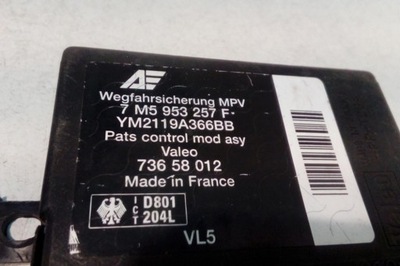 AE
Wegfahrsicherung MPV
7 M5 953 257 F
YM2119A366BB
Pats control mod asy
Valeo
736 58 012
Made in France
ICT D801
204L
VL5